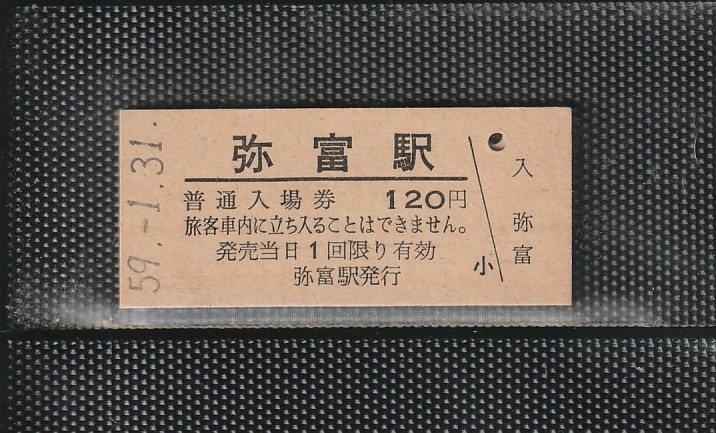 弥富駅
普通入場券 120円
旅客車内に立ち入ることはできません。
発売当日1回限り有効
弥富駅発行
小
入
弥富
59.-1.31.